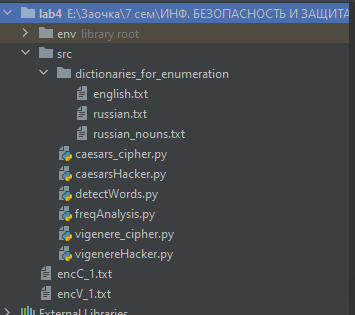 lab4 E:\Заочка\7 сем\ИНФ. БЕЗОПАСНОСТЬ И ЗАЩИТА
env library root
src
dictionaries_for_enumeration
english.txt
russian.txt
russian_nouns.txt
caesars_cipher.py
caesarsHacker.py
detectWords.py
freqAnalysis.py
vigenere_cipher.py
vigenereHacker.py
encC_1.txt
encV_1.txt
External Libraries